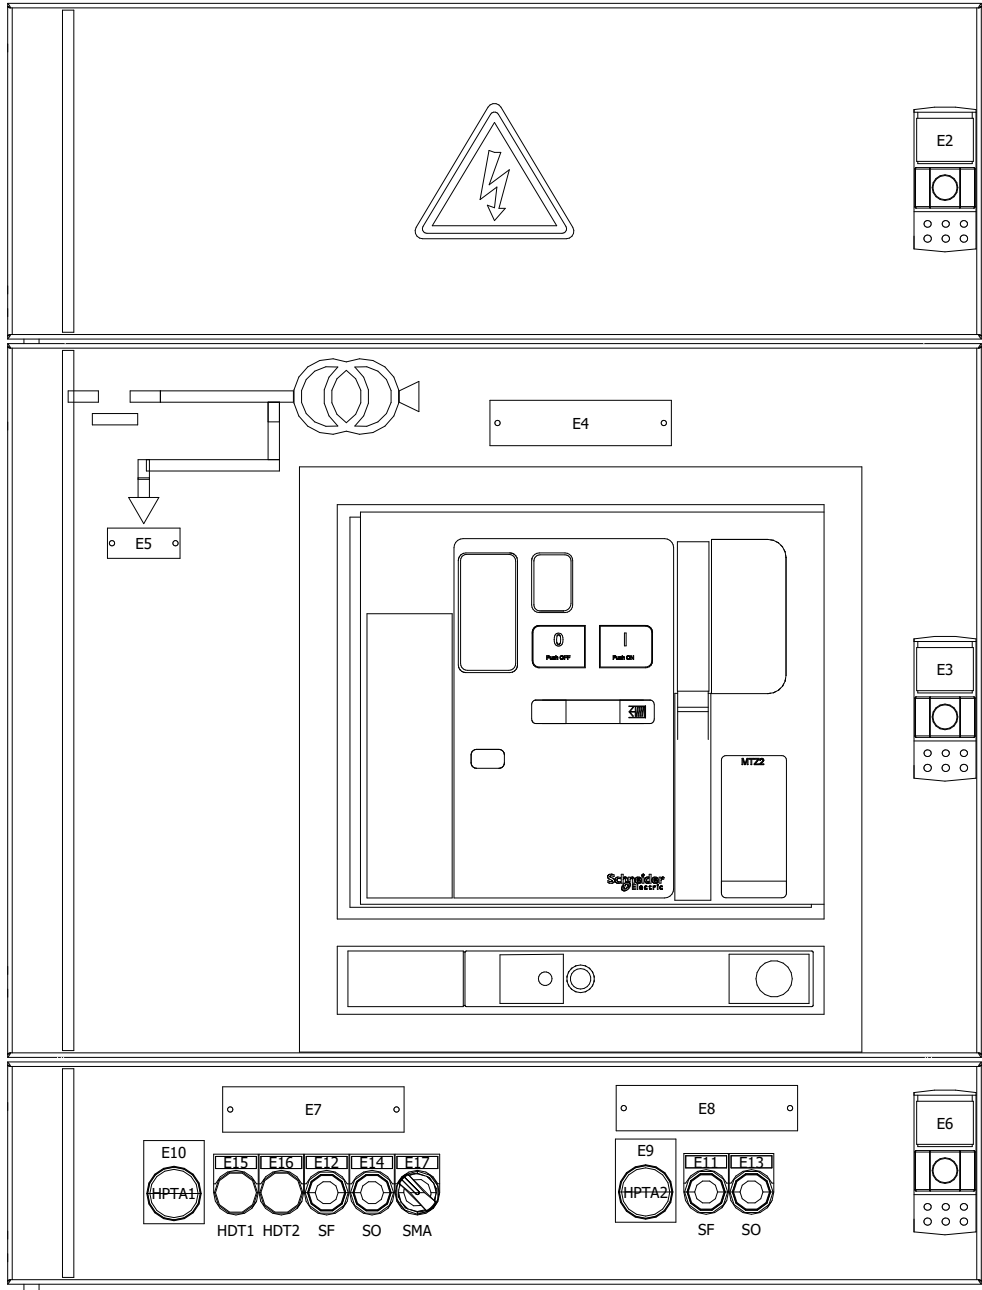 E2
E4
E5
0
I
Push OFF
Push ON
E3
MTZ2
Schneider
Electric
E7
E8
E6
E10
E15
E16
E12
E14
E17
E9
E11
E13
HPTA1
HPTA2
HDT1
HDT2
SF
SO
SMA
SF
SO